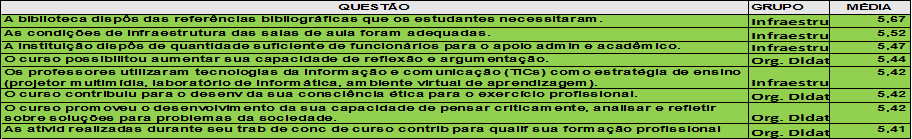 QUESTÃO GRUPO MÉDIA
A biblioteca dispôs das referências bibliográficas que os estudantes necessitaram. Infraestru 5,67
As condições de infraestrutura das salas de aula foram adequadas. Infraestru 5,52
A instituição dispôs de quantidade suficiente de funcionários para o apoio admin e acadêmico. Infraestru 5,47
O curso possibilitou aumentar sua capacidade de reflexão e argumentação. Org. Didat 5,44
Os professores utilizaram tecnologias da informação e comunicação (TICs) como estratégia de ensino 5,42
(projetor multimídia, laboratório de informática, ambiente virtual de aprendizagem). Infraestru
O curso contribuiu para o desenv da sua consciência ética para o exercício profissional. Org. Didat 5,42
O curso promoveu o desenvolvimento da sua capacidade de pensar criticamente, analisar e refletir 5,42
sobre soluções para problemas da sociedade. Org. Didat
As ativid realizadas durante seu trab de conc de curso contrib para qualif sua formação profissional Org. Didat 5,41